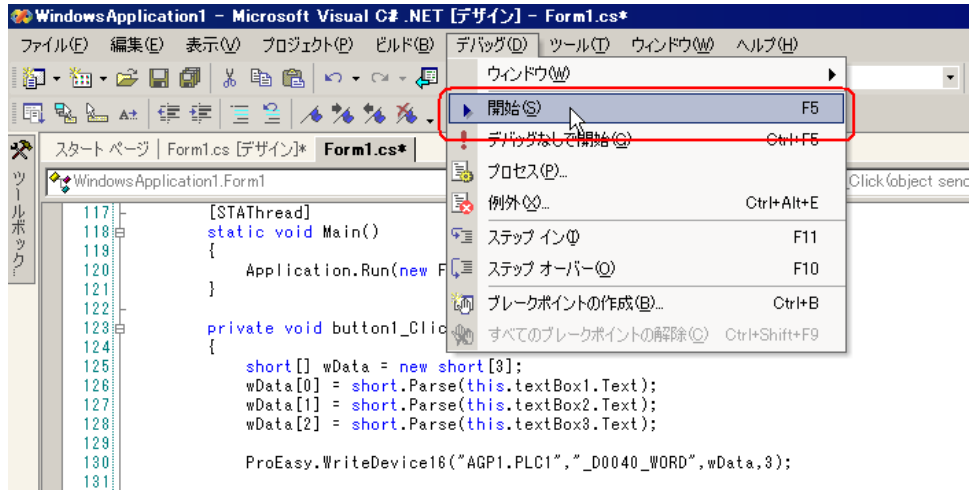 WindowsApplication1 - Microsoft Visual C# .NET [デザイン] - Form1.cs*
ファイル(F) 編集(E) 表示(V) プロジェクト(P) ビルド(B) デバッグ(D) ツール(T) ウィンドウ(W) ヘルプ(H)
ウィンドウ(W)
開始(S) F5
デバッグなしで開始(G) Ctrl+F5
プロセス(P)...
例外(X)... Ctrl+Alt+E
ステップ イン(I) F11
ステップ オーバー(O) F10
ブレークポイントの作成(B)... Ctrl+B
すべてのブレークポイントの解除(C) Ctrl+Shift+F9
ツールボック
スタート ページ Form1.cs [デザイン]* Form1.cs*
WindowsApplication1.Form1
_Click(object senc
117 [STAThread]
118 static void Main()
119 {
120 Application.Run(new F
121 }
122
123 private void button1_Clic
124 {
125 short[] wData = new short[3];
126 wData[0] = short.Parse(this.textBox1.Text);
127 wData[1] = short.Parse(this.textBox2.Text);
128 wData[2] = short.Parse(this.textBox3.Text);
129
130 ProEasy.WriteDevice16("AGP1.PLC1","_D0040_WORD",wData,3);
131